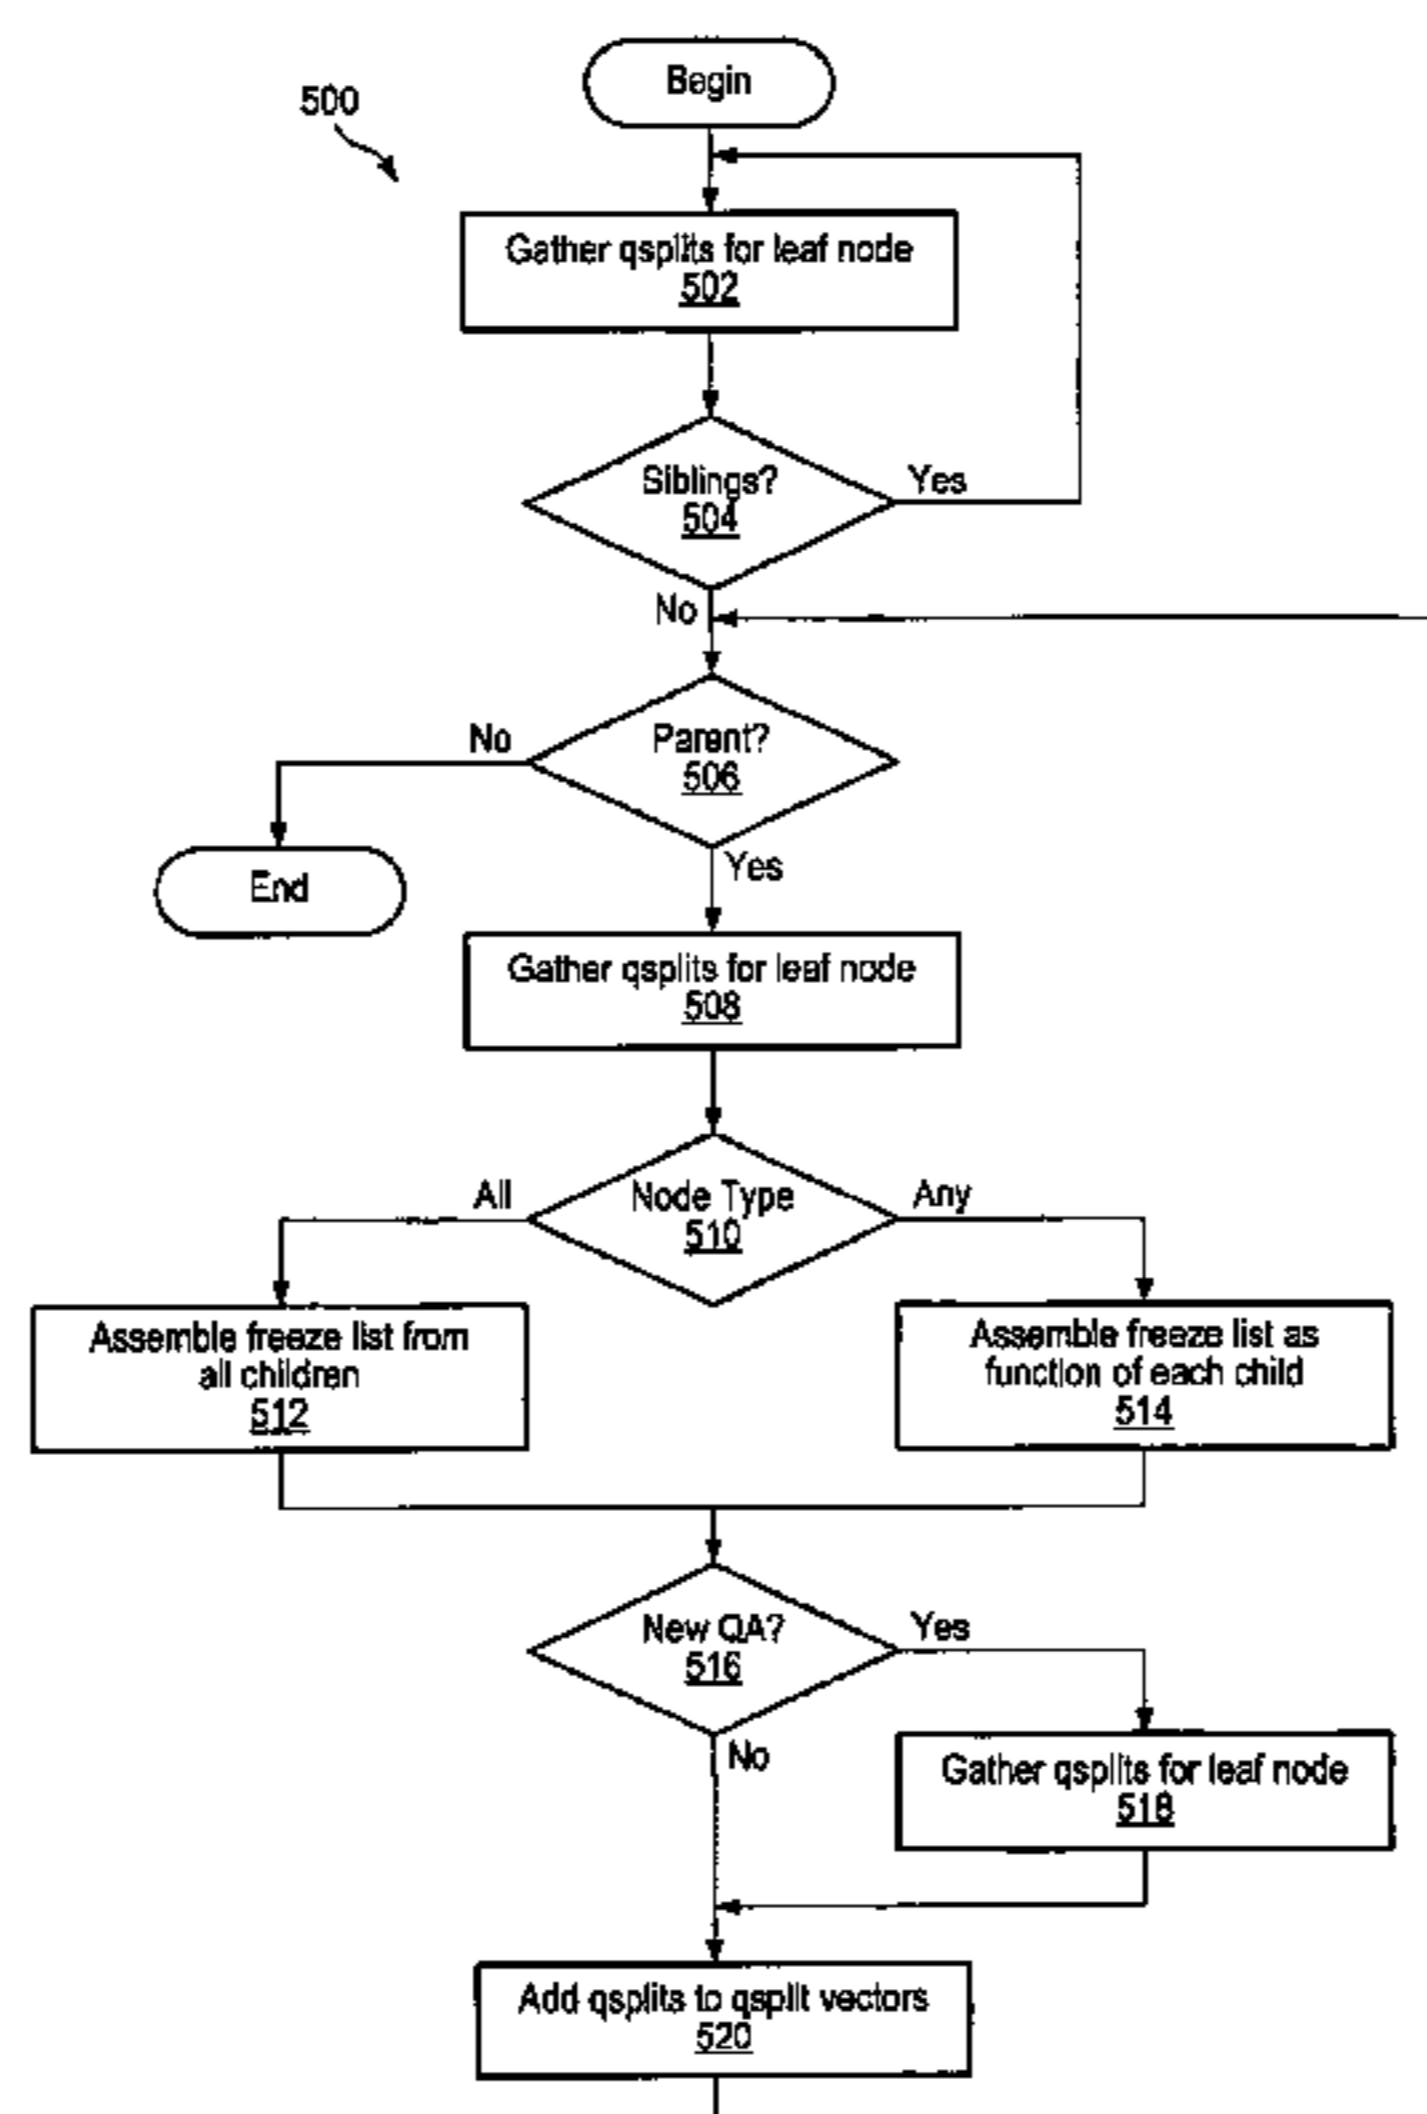 Begin
500
Gather qsplits for leaf node
502
Siblings?
504
Yes
No
Parent?
506
No
Yes
End
Gather qsplits for leaf node
508
Node Type
510
All
Any
Assemble freeze list from
all children
512
Assemble freeze list as
function of each child
514
New QA?
516
Yes
No
Gather qsplits for leaf node
518
Add qsplits to qsplit vectors
520